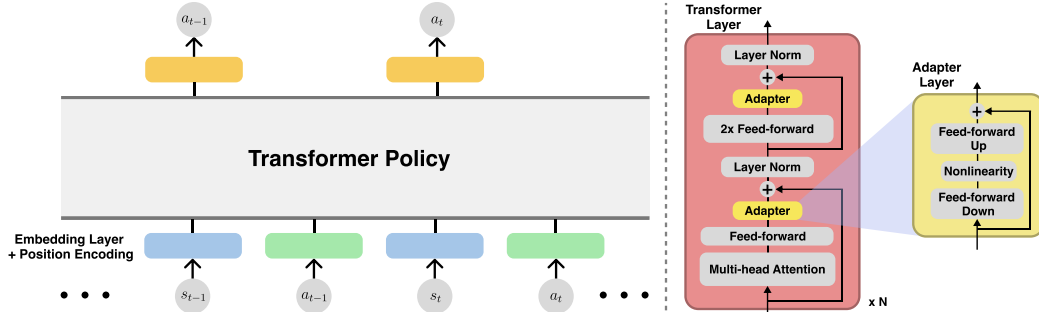 a_{t-1}
a_t
Transformer Policy
Embedding Layer
+ Position Encoding
s_{t-1}
a_{t-1}
s_t
a_t
Transformer
Layer
Layer Norm
+
Adapter
2x Feed-forward
Layer Norm
+
Adapter
Feed-forward
Multi-head Attention
x N
Adapter
Layer
+
Feed-forward
Up
Nonlinearity
Feed-forward
Down